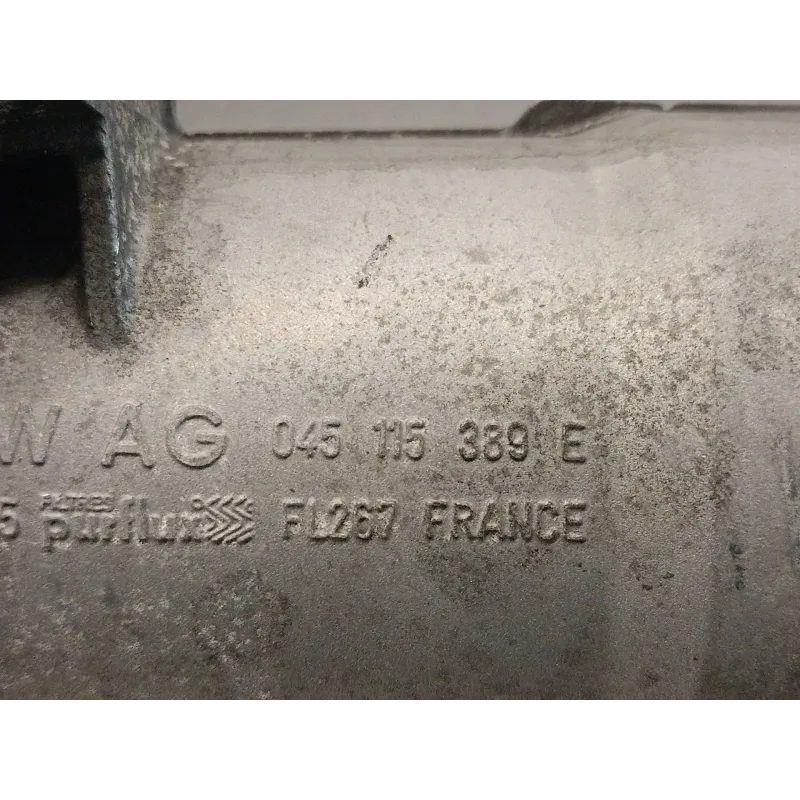 W AG 045 115 389 E
5 FILTRES purflux FL267 FRANCE